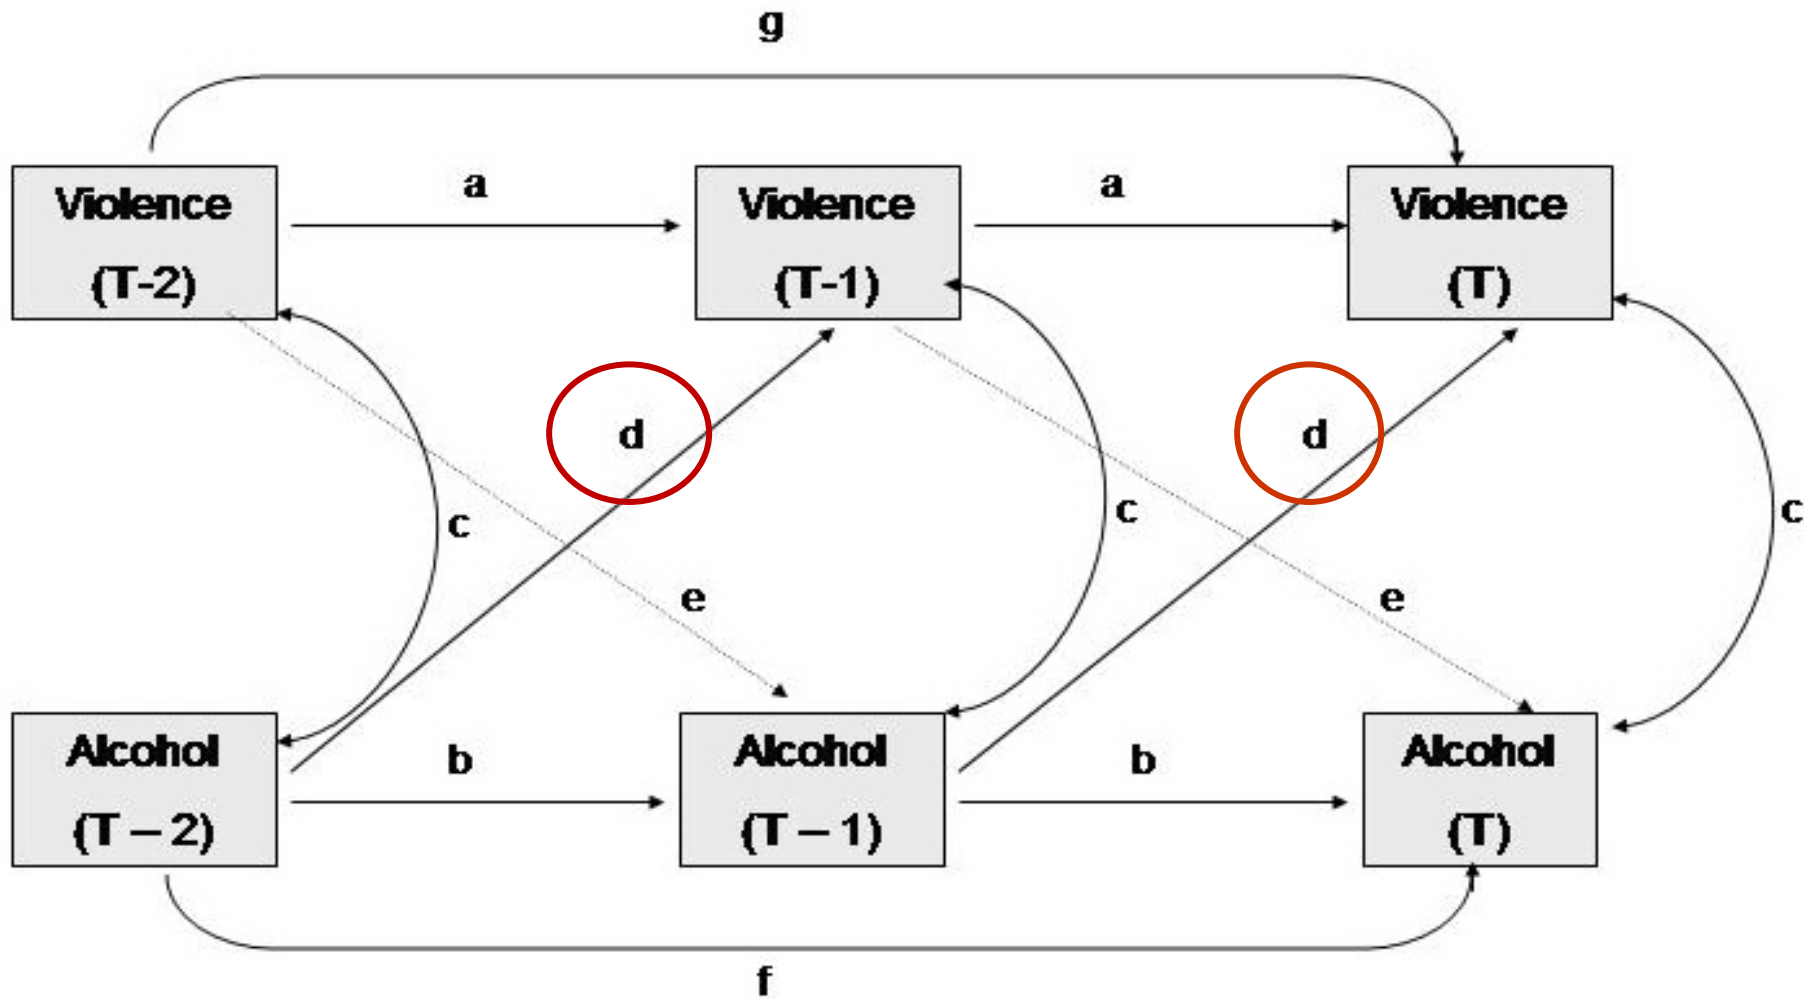 g
a
a
Violence
(T-2)
Violence
(T-1)
Violence
(T)
d
d
c
c
c
e
e
Alcohol
(T – 2)
b
Alcohol
(T – 1)
b
Alcohol
(T)
f